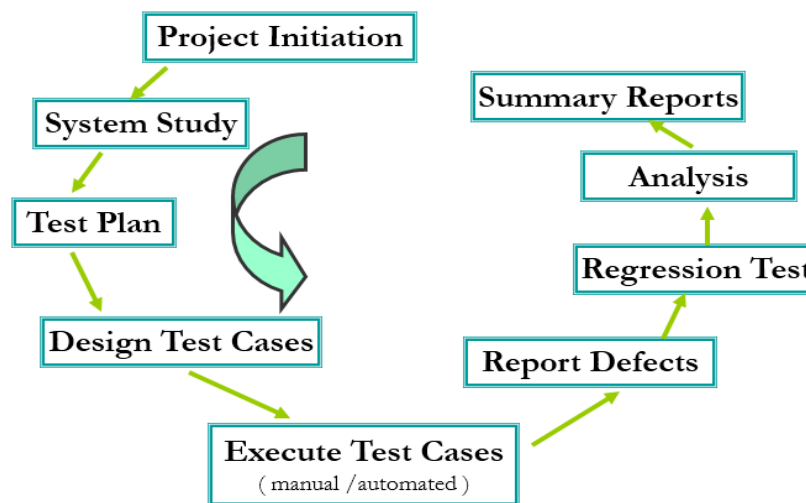 Project Initiation
System Study
Test Plan
Design Test Cases
Execute Test Cases
( manual /automated )
Report Defects
Regression Test
Analysis
Summary Reports